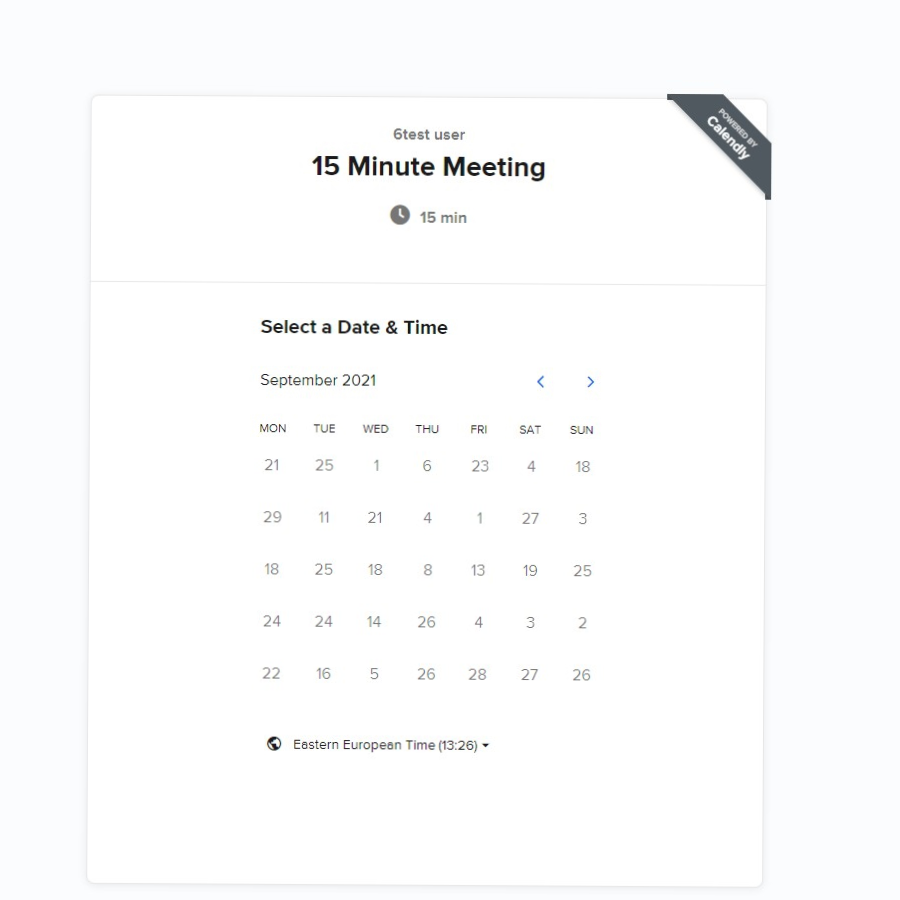 POWERED BY
Calendly
6test user
15 Minute Meeting
15 min
Select a Date & Time
September 2021
MON TUE WED THU FRI SAT SUN
21 25 1 6 23 4 18
29 11 21 4 1 27 3
18 25 18 8 13 19 25
24 24 14 26 4 3 2
22 16 5 26 28 27 26
Eastern European Time (13:26)